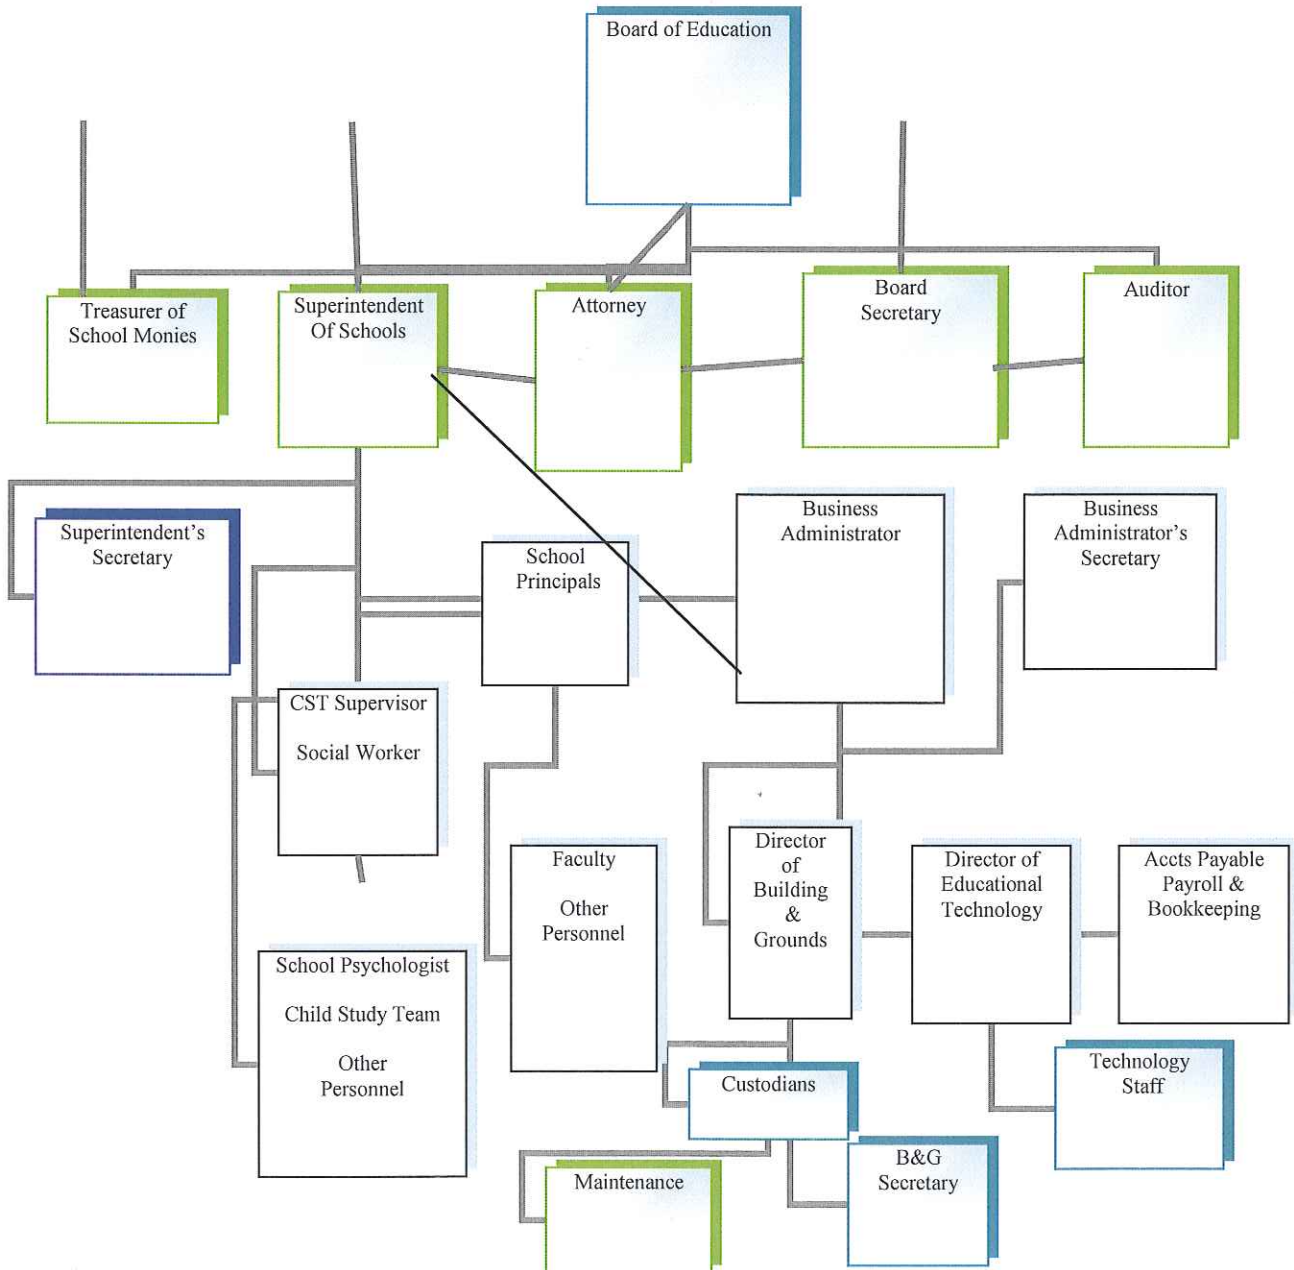 Board of Education
Treasurer of
School Monies
Superintendent
Of Schools
Attorney
Board
Secretary
Auditor
Superintendent’s
Secretary
School
Principals
Business
Administrator
Business
Administrator’s
Secretary
CST Supervisor
Social Worker
Faculty
Other
Personnel
Director
of
Building
&
Grounds
Director of
Educational
Technology
Accts Payable
Payroll &
Bookkeeping
School Psychologist
Child Study Team
Other
Personnel
Custodians
Technology
Staff
Maintenance
B&G
Secretary